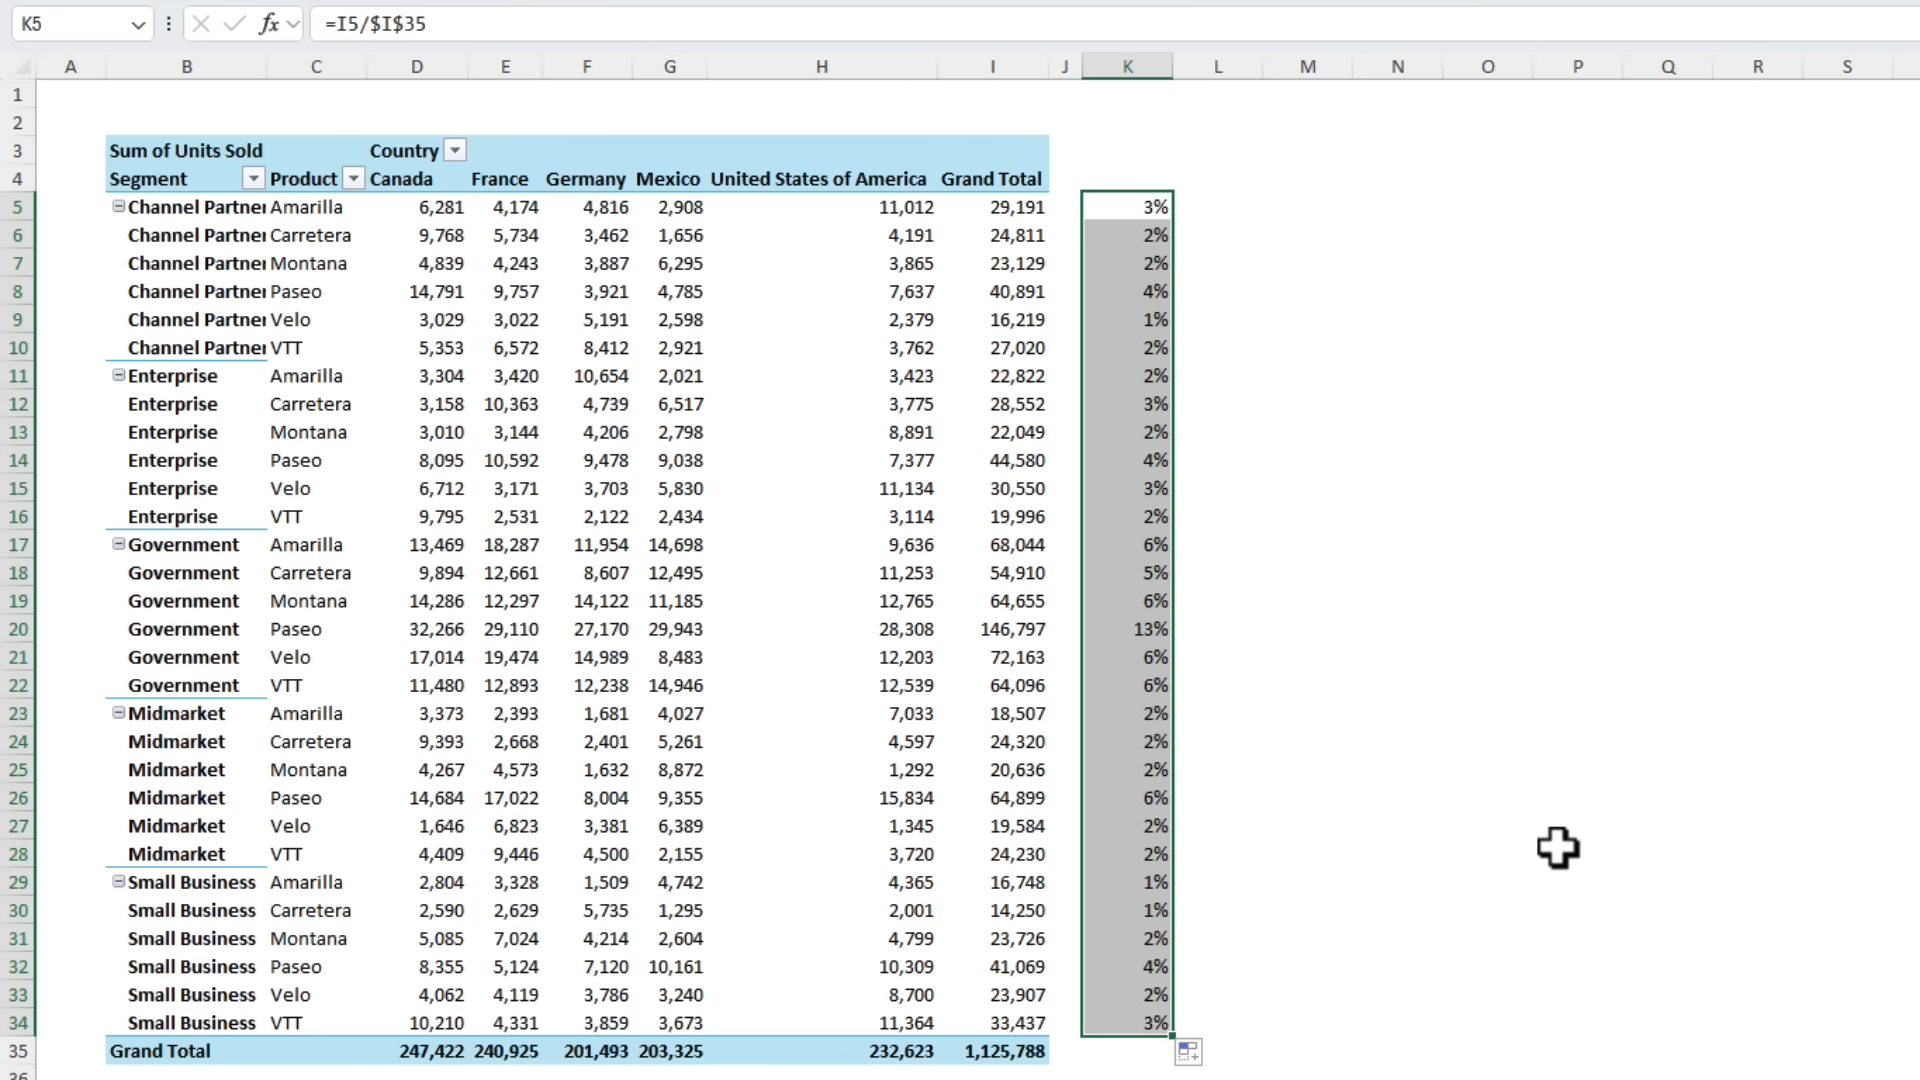 K5 fx =I5/$I$35
A B C D E F G H I J K L M N O P Q R S
1
2
3 Sum of Units Sold Country
4 Segment Product Canada France Germany Mexico United States of America Grand Total
5 Channel Partner Amarilla 6,281 4,174 4,816 2,908 11,012 29,191 3%
6 Channel Partner Carretera 9,768 5,734 3,462 1,656 4,191 24,811 2%
7 Channel Partner Montana 4,839 4,243 3,887 6,295 3,865 23,129 2%
8 Channel Partner Paseo 14,791 9,757 3,921 4,785 7,637 40,891 4%
9 Channel Partner Velo 3,029 3,022 5,191 2,598 2,379 16,219 1%
10 Channel Partner VTT 5,353 6,572 8,412 2,921 3,762 27,020 2%
11 Enterprise Amarilla 3,304 3,420 10,654 2,021 3,423 22,822 2%
12 Enterprise Carretera 3,158 10,363 4,739 6,517 3,775 28,552 3%
13 Enterprise Montana 3,010 3,144 4,206 2,798 8,891 22,049 2%
14 Enterprise Paseo 8,095 10,592 9,478 9,038 7,377 44,580 4%
15 Enterprise Velo 6,712 3,171 3,703 5,830 11,134 30,550 3%
16 Enterprise VTT 9,795 2,531 2,122 2,434 3,114 19,996 2%
17 Government Amarilla 13,469 18,287 11,954 14,698 9,636 68,044 6%
18 Government Carretera 9,894 12,661 8,607 12,495 11,253 54,910 5%
19 Government Montana 14,286 12,297 14,122 11,185 12,765 64,655 6%
20 Government Paseo 32,266 29,110 27,170 29,943 28,308 146,797 13%
21 Government Velo 17,014 19,474 14,989 8,483 12,203 72,163 6%
22 Government VTT 11,480 12,893 12,238 14,946 12,539 64,096 6%
23 Midmarket Amarilla 3,373 2,393 1,681 4,027 7,033 18,507 2%
24 Midmarket Carretera 9,393 2,668 2,401 5,261 4,597 24,320 2%
25 Midmarket Montana 4,267 4,573 1,632 8,872 1,292 20,636 2%
26 Midmarket Paseo 14,684 17,022 8,004 9,355 15,834 64,899 6%
27 Midmarket Velo 1,646 6,823 3,381 6,389 1,345 19,584 2%
28 Midmarket VTT 4,409 9,446 4,500 2,155 3,720 24,230 2%
29 Small Business Amarilla 2,804 3,328 1,509 4,742 4,365 16,748 1%
30 Small Business Carretera 2,590 2,629 5,735 1,295 2,001 14,250 1%
31 Small Business Montana 5,085 7,024 4,214 2,604 4,799 23,726 2%
32 Small Business Paseo 8,355 5,124 7,120 10,161 10,309 41,069 4%
33 Small Business Velo 4,062 4,119 3,786 3,240 8,700 23,907 2%
34 Small Business VTT 10,210 4,331 3,859 3,673 11,364 33,437 3%
35 Grand Total 247,422 240,925 201,493 203,325 232,623 1,125,788